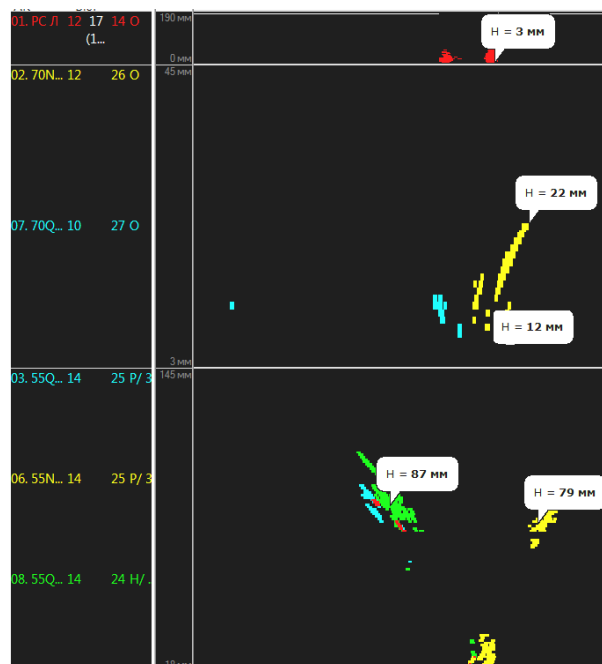 01. РС Л 12 17 14 О
(1...
190 мм
0 мм
H = 3 мм
02. 70N... 12 26 О
45 мм
H = 22 мм
07. 70Q... 10 27 О
H = 12 мм
3 мм
03. 55Q... 14 25 Р/ 3
145 мм
H = 87 мм
06. 55N... 14 25 Р/ 3
H = 79 мм
08. 55Q... 14 24 Н/ .